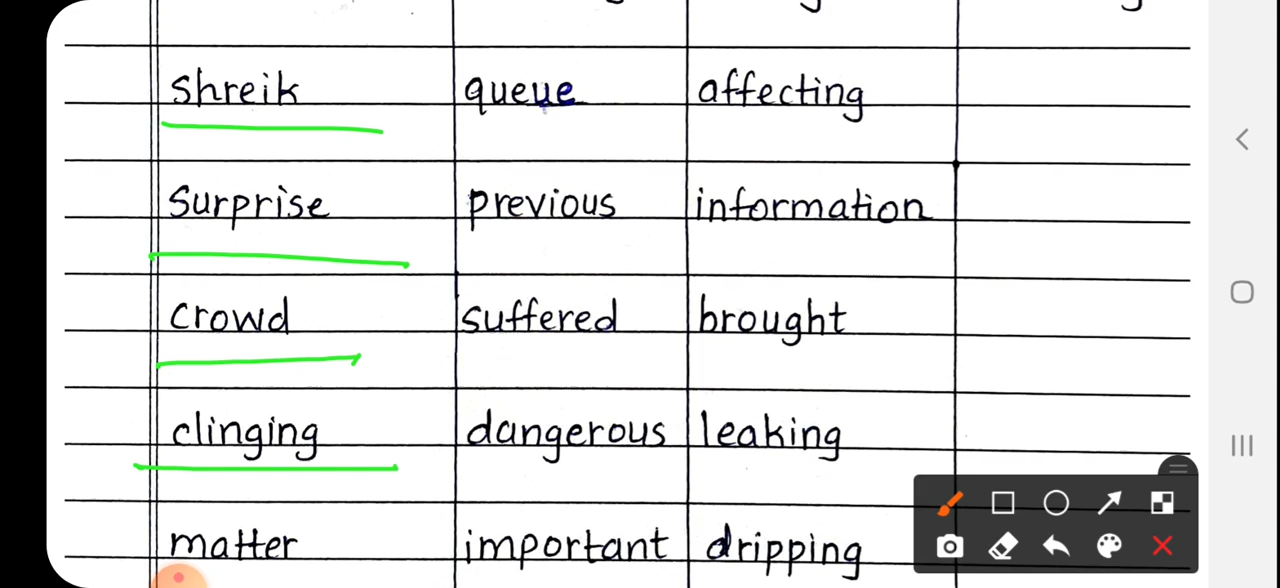 shreik queue affecting
Surprise previous information
crowd suffered brought
clinging dangerous leaking
matter important dripping